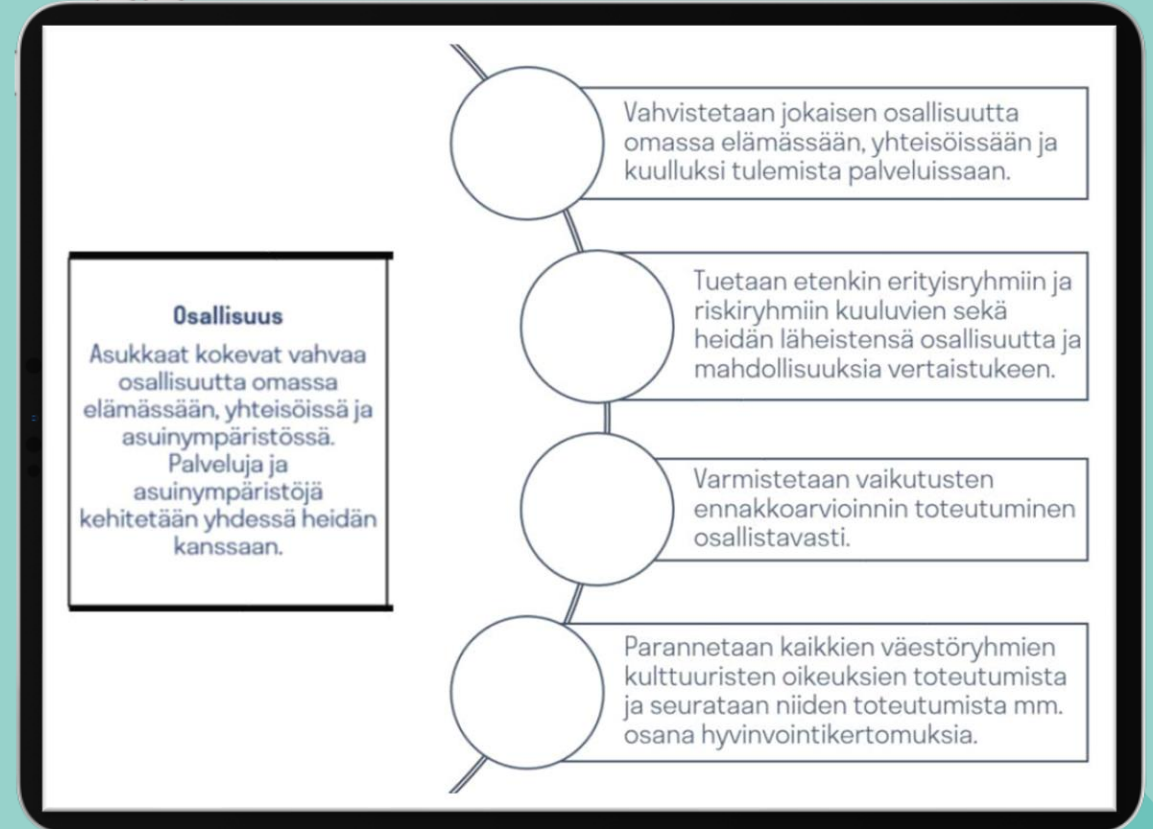 Osallisuus
Asukkaat kokevat vahvaa
osallisuutta omassa
elämässään, yhteisöissä ja
asuinympäristössä.
Palveluja ja
asuinympäristöjä
kehitetään yhdessä heidän
kanssaan.
Vahvistetaan jokaisen osallisuutta
omassa elämässään, yhteisöissään ja
kuulluksi tulemista palveluissaan.
Tuetaan etenkin erityisryhmiin ja
riskiryhmiin kuuluvien sekä
heidän läheistensä osallisuutta ja
mahdollisuuksia vertaistukeen.
Varmistetaan vaikutusten
ennakkoarvioinnin toteutuminen
osallistavasti.
Parannetaan kaikkien väestöryhmien
kulttuuristen oikeuksien toteutumista
ja seurataan niiden toteutumista mm.
osana hyvinvointikertomuksia.